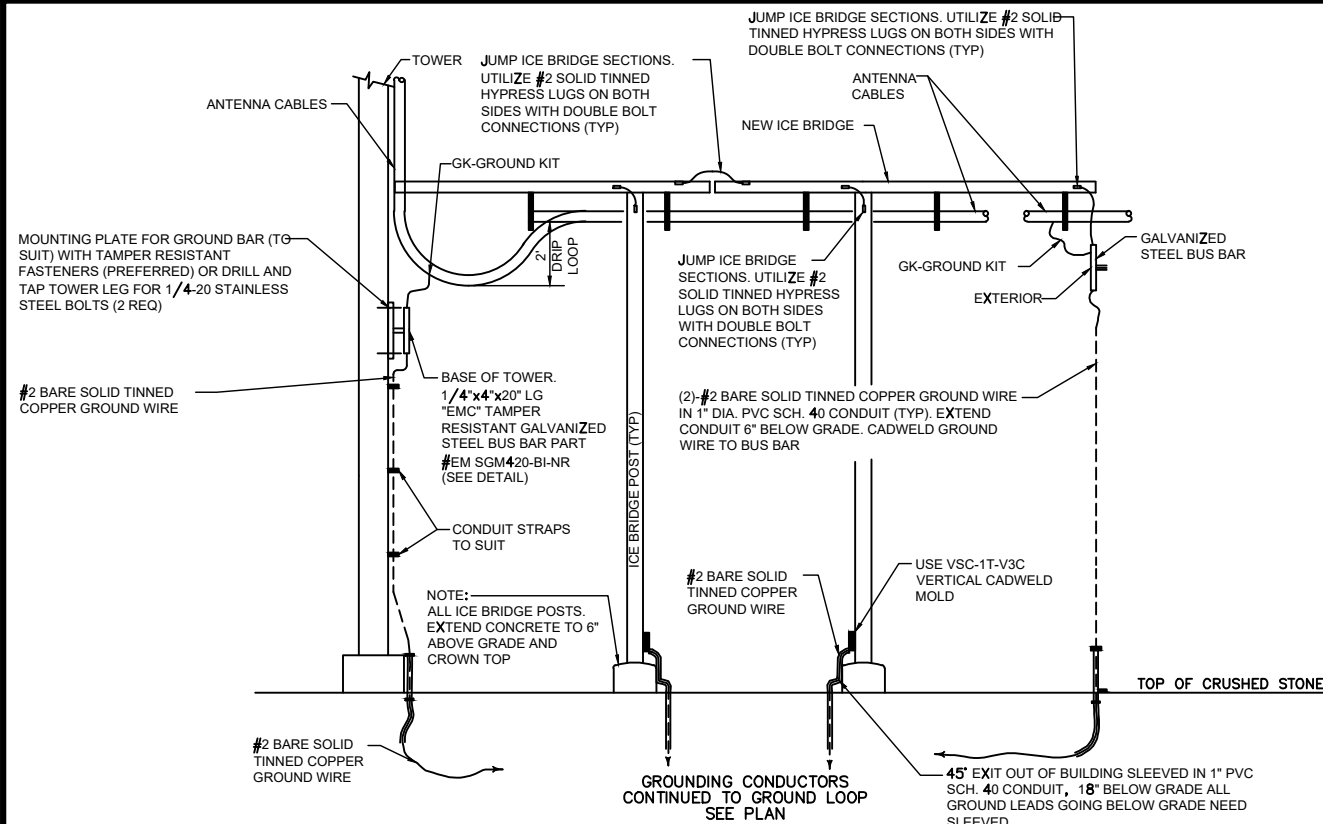 JUMP ICE BRIDGE SECTIONS. UTILIZE #2 SOLID
TINNED HYPRESS LUGS ON BOTH SIDES WITH
DOUBLE BOLT CONNECTIONS (TYP)
TOWER
JUMP ICE BRIDGE SECTIONS.
UTILIZE #2 SOLID TINNED
HYPRESS LUGS ON BOTH
SIDES WITH DOUBLE BOLT
CONNECTIONS (TYP)
ANTENNA
CABLES
ANTENNA CABLES
NEW ICE BRIDGE
GK-GROUND KIT
MOUNTING PLATE FOR GROUND BAR (TO
SUIT) WITH TAMPER RESISTANT
FASTENERS (PREFERRED) OR DRILL AND
TAP TOWER LEG FOR 1/4-20 STAINLESS
STEEL BOLTS (2 REQ)
2'
DRIP
LOOP
JUMP ICE BRIDGE
SECTIONS. UTILIZE #2
SOLID TINNED HYPRESS
LUGS ON BOTH SIDES
WITH DOUBLE BOLT
CONNECTIONS (TYP)
GK-GROUND KIT
GALVANIZED
STEEL BUS BAR
EXTERIOR
#2 BARE SOLID TINNED
COPPER GROUND WIRE
BASE OF TOWER.
1/4"x4"x20" LG
"EMC" TAMPER
RESISTANT GALVANIZED
STEEL BUS BAR PART
#EM SGM420-BI-NR
(SEE DETAIL)
ICE BRIDGE POST (TYP)
(2)-#2 BARE SOLID TINNED COPPER GROUND WIRE
IN 1" DIA. PVC SCH. 40 CONDUIT (TYP). EXTEND
CONDUIT 6" BELOW GRADE. CADWELD GROUND
WIRE TO BUS BAR
CONDUIT STRAPS
TO SUIT
NOTE:
ALL ICE BRIDGE POSTS.
EXTEND CONCRETE TO 6"
ABOVE GRADE AND
CROWN TOP
#2 BARE SOLID
TINNED COPPER
GROUND WIRE
USE VSC-1T-V3C
VERTICAL CADWELD
MOLD
TOP OF CRUSHED STONE
#2 BARE SOLID
TINNED COPPER
GROUND WIRE
GROUNDING CONDUCTORS
CONTINUED TO GROUND LOOP
SEE PLAN
45° EXIT OUT OF BUILDING SLEEVED IN 1" PVC
SCH. 40 CONDUIT, 18" BELOW GRADE ALL
GROUND LEADS GOING BELOW GRADE NEED
SLEEVED